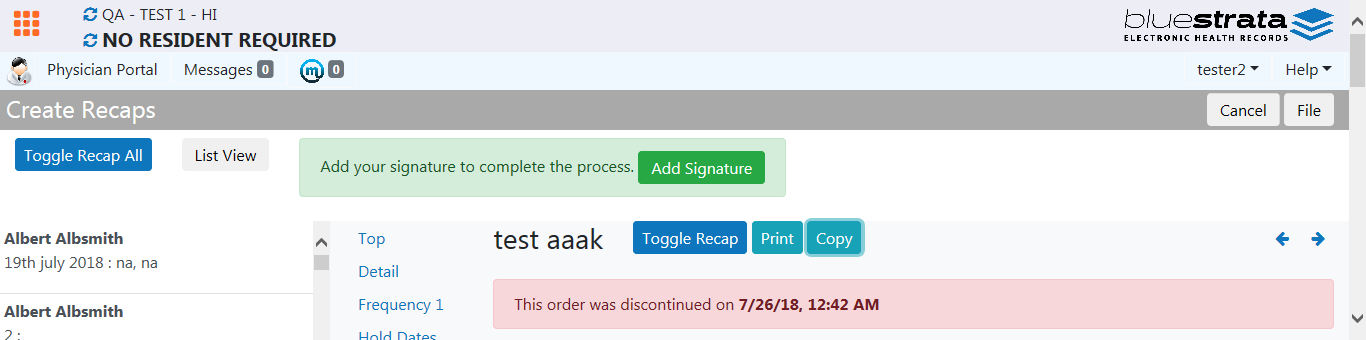 QA - TEST 1 - HI
NO RESIDENT REQUIRED
bluestrata
ELECTRONIC HEALTH RECORDS
Physician Portal Messages 0 m 0 tester2 Help
Create Recaps Cancel File
Toggle Recap All List View Add your signature to complete the process. Add Signature
Albert Albsmith
19th july 2018 : na, na
Albert Albsmith
2 :
Top
Detail
Frequency 1
Hold Dates
test aaak Toggle Recap Print Copy
This order was discontinued on 7/26/18, 12:42 AM